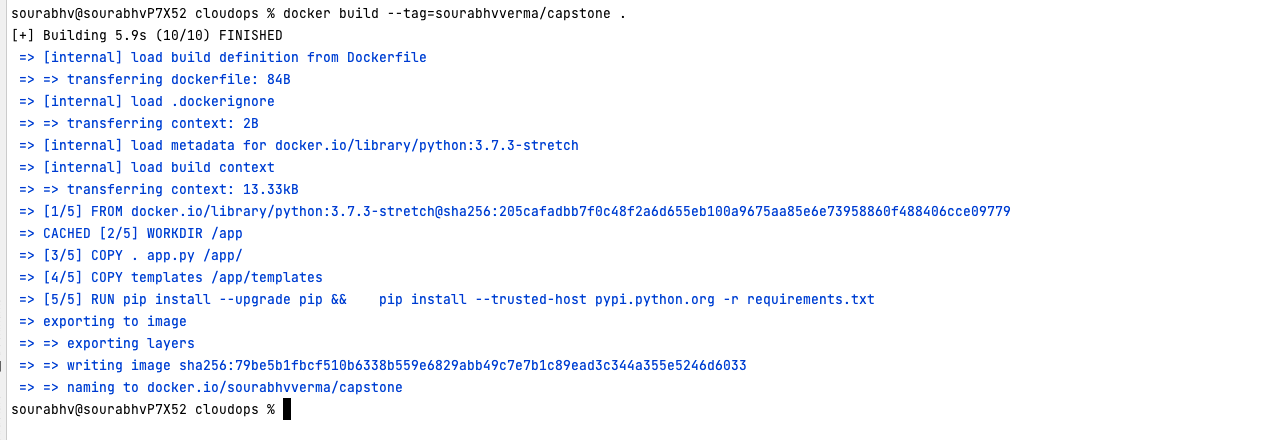 sourabhv@sourabhvP7X52 cloudops % docker build --tag=sourabhvverma/capstone .
[+] Building 5.9s (10/10) FINISHED
=> [internal] load build definition from Dockerfile
=> => transferring dockerfile: 84B
=> [internal] load .dockerignore
=> => transferring context: 2B
=> [internal] load metadata for docker.io/library/python:3.7.3-stretch
=> [internal] load build context
=> => transferring context: 13.33kB
=> [1/5] FROM docker.io/library/python:3.7.3-stretch@sha256:205cafadbb7f0c48f2a6d655eb100a9675aa85e6e73958860f488406cce09779
=> CACHED [2/5] WORKDIR /app
=> [3/5] COPY . app.py /app/
=> [4/5] COPY templates /app/templates
=> [5/5] RUN pip install --upgrade pip &&    pip install --trusted-host pypi.python.org -r requirements.txt
=> exporting to image
=> => exporting layers
=> => writing image sha256:79be5b1fbcf510b6338b559e6829abb49c7e7b1c89ead3c344a355e5246d6033
=> => naming to docker.io/sourabhvverma/capstone
sourabhv@sourabhvP7X52 cloudops %